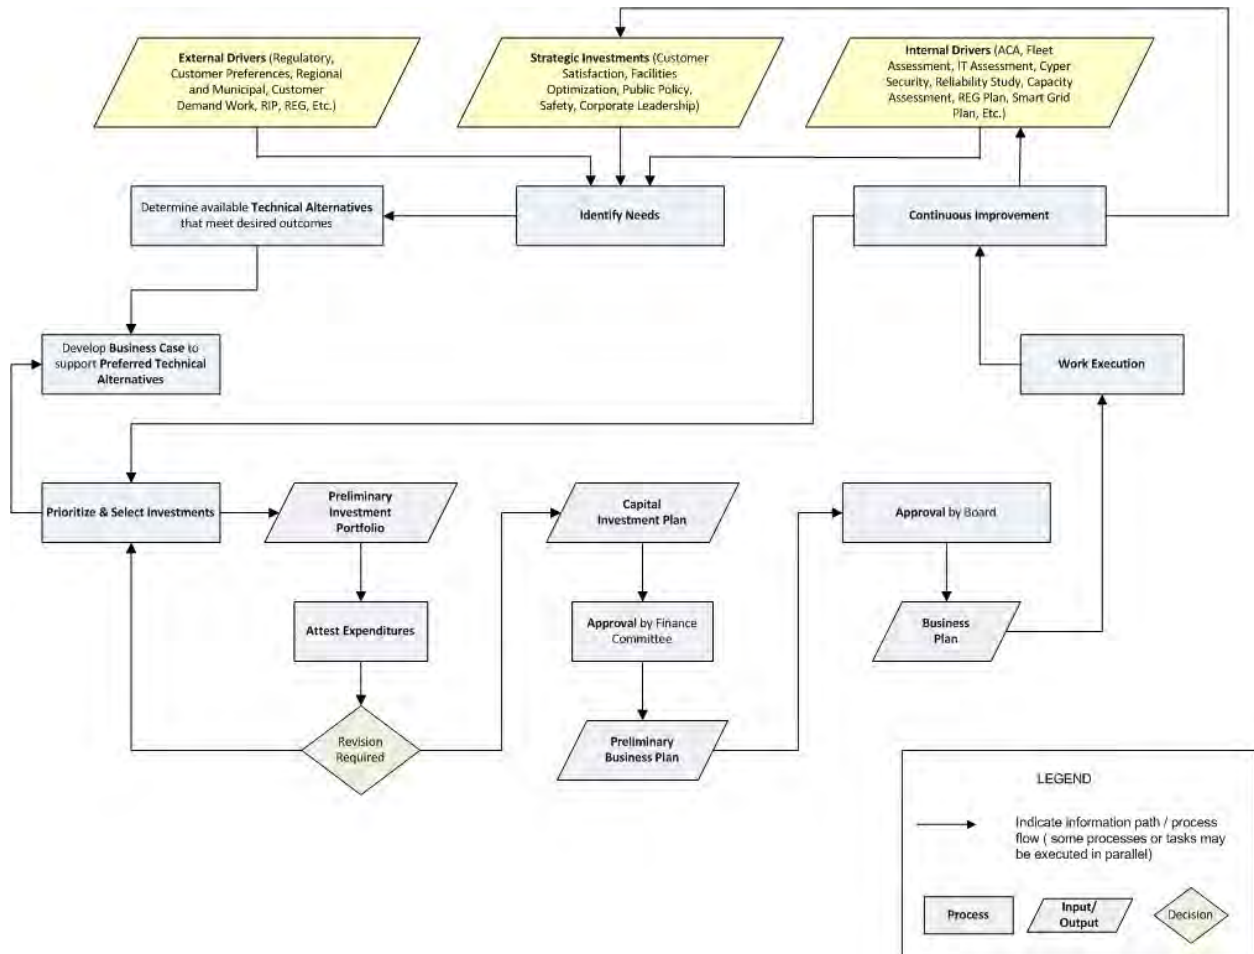 External Drivers (Regulatory,
Customer Preferences, Regional
and Municipal, Customer
Demand Work, RIP, REG, Etc.)
Strategic Investments (Customer
Satisfaction, Facilities
Optimization, Public Policy,
Safety, Corporate Leadership)
Internal Drivers (ACA, Fleet
Assessment, IT Assessment, Cyper
Security, Reliability Study, Capacity
Assessment, REG Plan, Smart Grid
Plan, Etc.)
Determine available Technical Alternatives
that meet desired outcomes
Identify Needs
Continuous Improvement
Develop Business Case to
support Preferred Technical
Alternatives
Work Execution
Prioritize & Select Investments
Preliminary
Investment
Portfolio
Capital
Investment Plan
Approval by Board
Attest Expenditures
Approval by Finance
Committee
Business
Plan
Revision
Required
Preliminary
Business Plan
LEGEND
Indicate information path / process
flow ( some processes or tasks may
be executed in parallel)
Process
Input/
Output
Decision